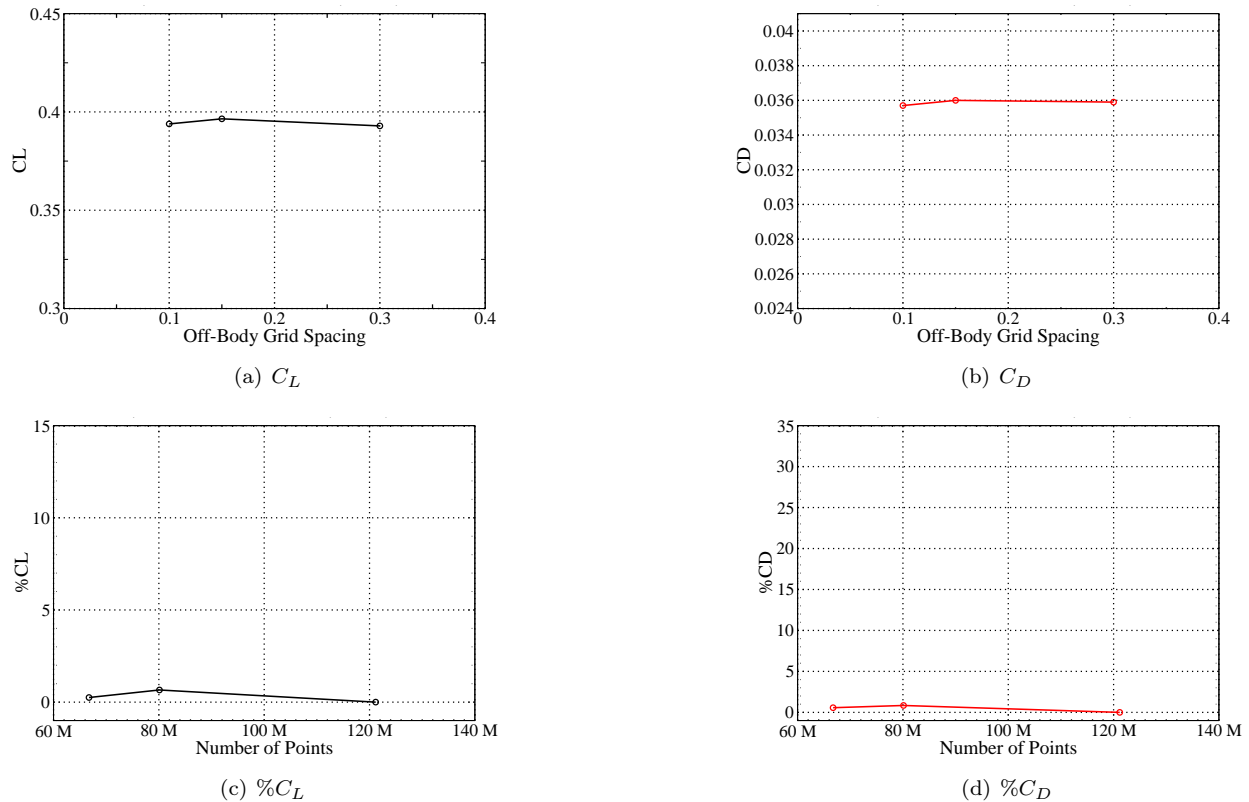 0.45
0.4
0.35
0.3
CL
0
0.1
0.2
0.3
0.4
Off-Body Grid Spacing
(a) C_L
0.04
0.038
0.036
0.034
0.032
0.03
0.028
0.026
0.024
CD
0
0.1
0.2
0.3
0.4
Off-Body Grid Spacing
(b) C_D
15
10
5
0
%CL
60 M
80 M
100 M
120 M
140 M
Number of Points
(c) %C_L
35
30
25
20
15
10
5
0
%CD
60 M
80 M
100 M
120 M
140 M
Number of Points
(d) %C_D